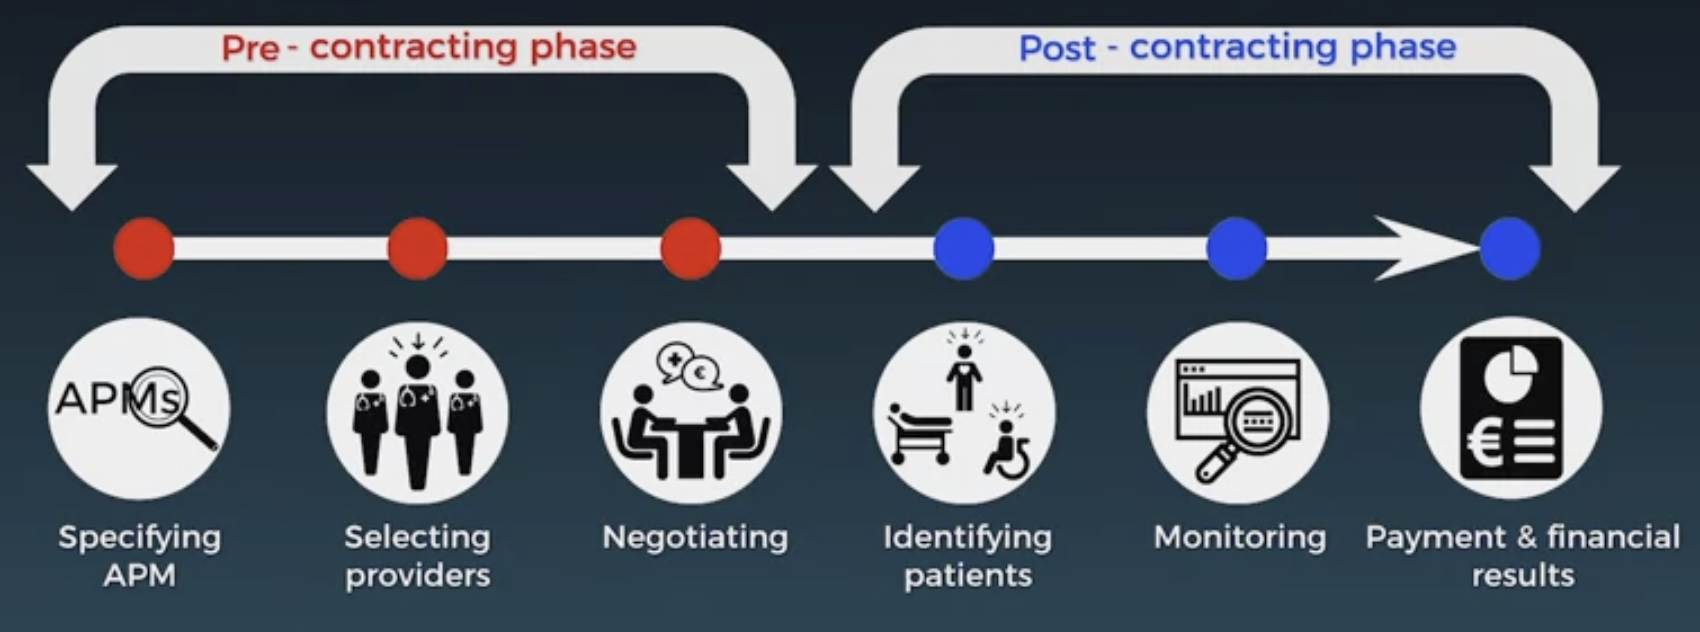 Pre - contracting phase
Post - contracting phase
APMs
€
€
Specifying
APM
Selecting
providers
Negotiating
Identifying
patients
Monitoring
Payment & financial
results